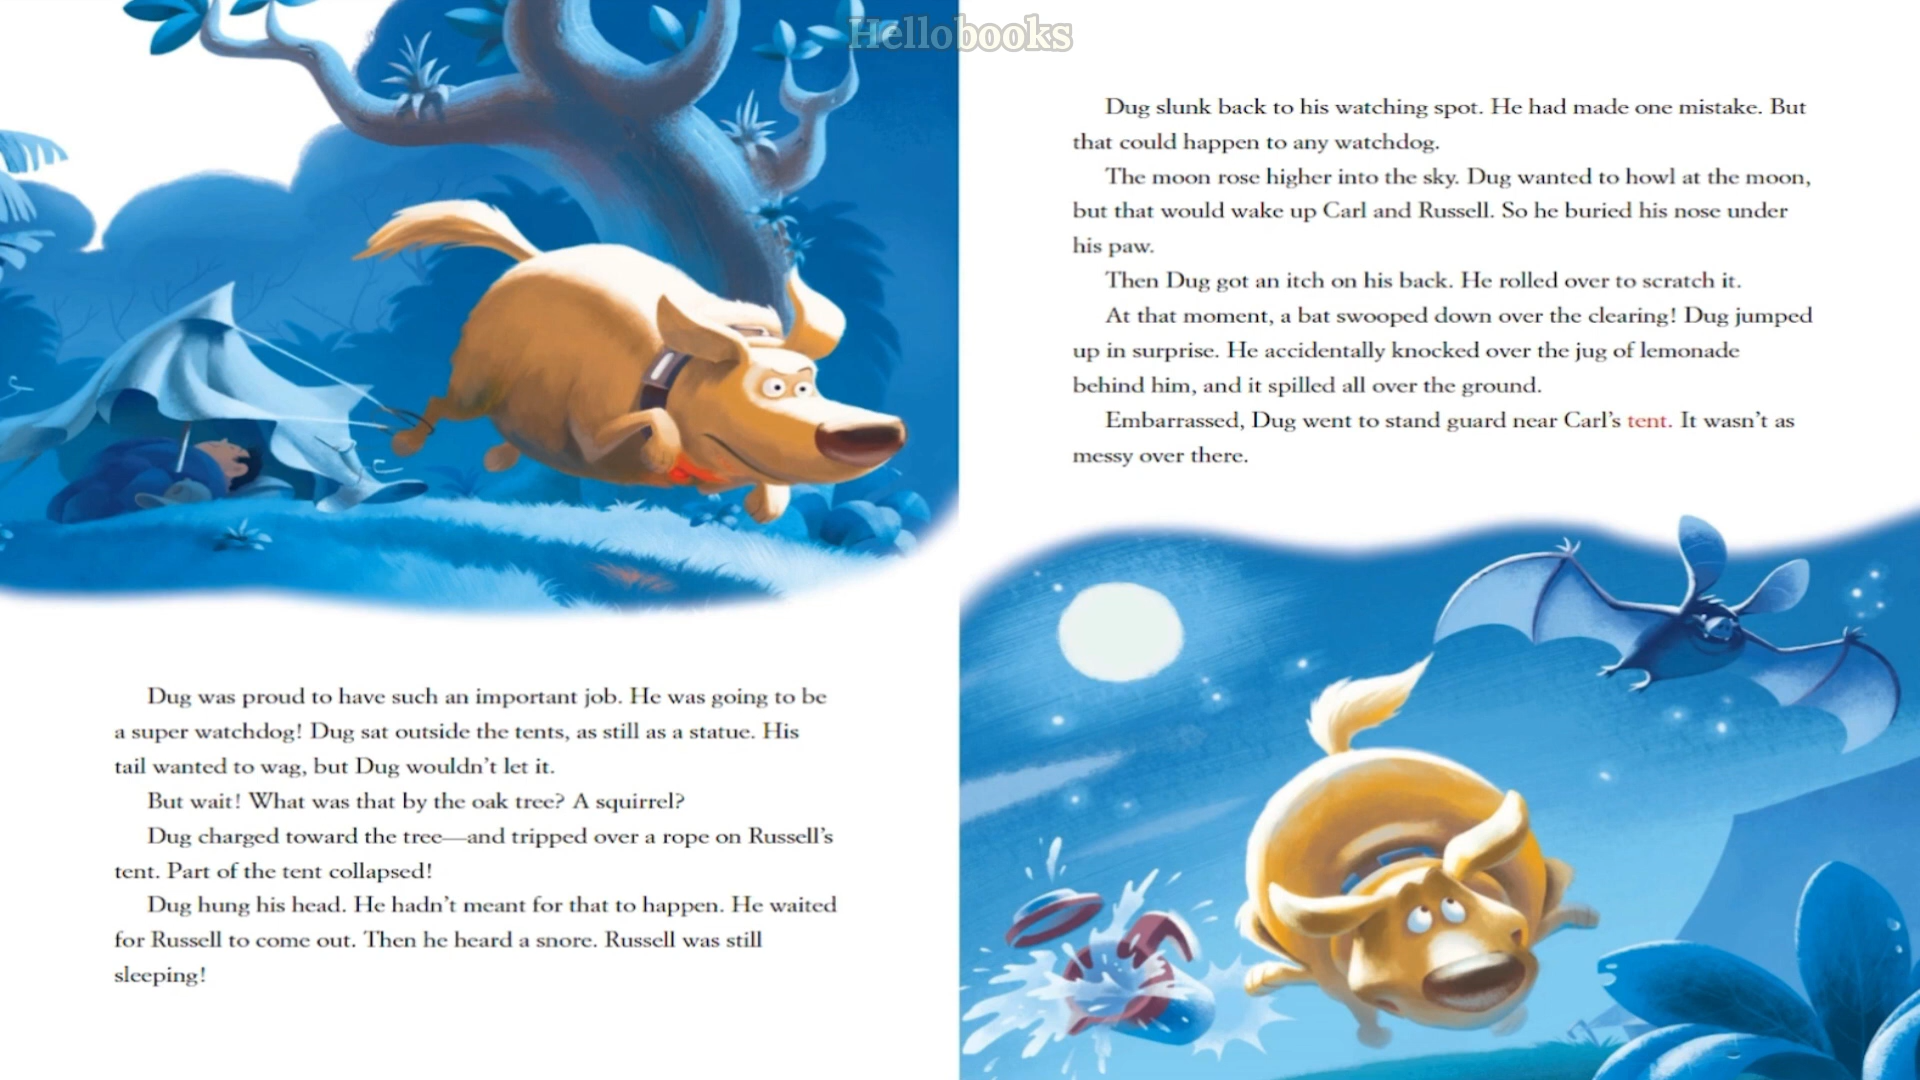 Hellobooks
Dug was proud to have such an important job. He was going to be
a super watchdog! Dug sat outside the tents, as still as a statue. His
tail wanted to wag, but Dug wouldn’t let it.
But wait! What was that by the oak tree? A squirrel?
Dug charged toward the tree—and tripped over a rope on Russell’s
tent. Part of the tent collapsed!
Dug hung his head. He hadn’t meant for that to happen. He waited
for Russell to come out. Then he heard a snore. Russell was still
sleeping!
Dug slunk back to his watching spot. He had made one mistake. But
that could happen to any watchdog.
The moon rose higher into the sky. Dug wanted to howl at the moon,
but that would wake up Carl and Russell. So he buried his nose under
his paw.
Then Dug got an itch on his back. He rolled over to scratch it.
At that moment, a bat swooped down over the clearing! Dug jumped
up in surprise. He accidentally knocked over the jug of lemonade
behind him, and it spilled all over the ground.
Embarrassed, Dug went to stand guard near Carl’s tent. It wasn’t as
messy over there.